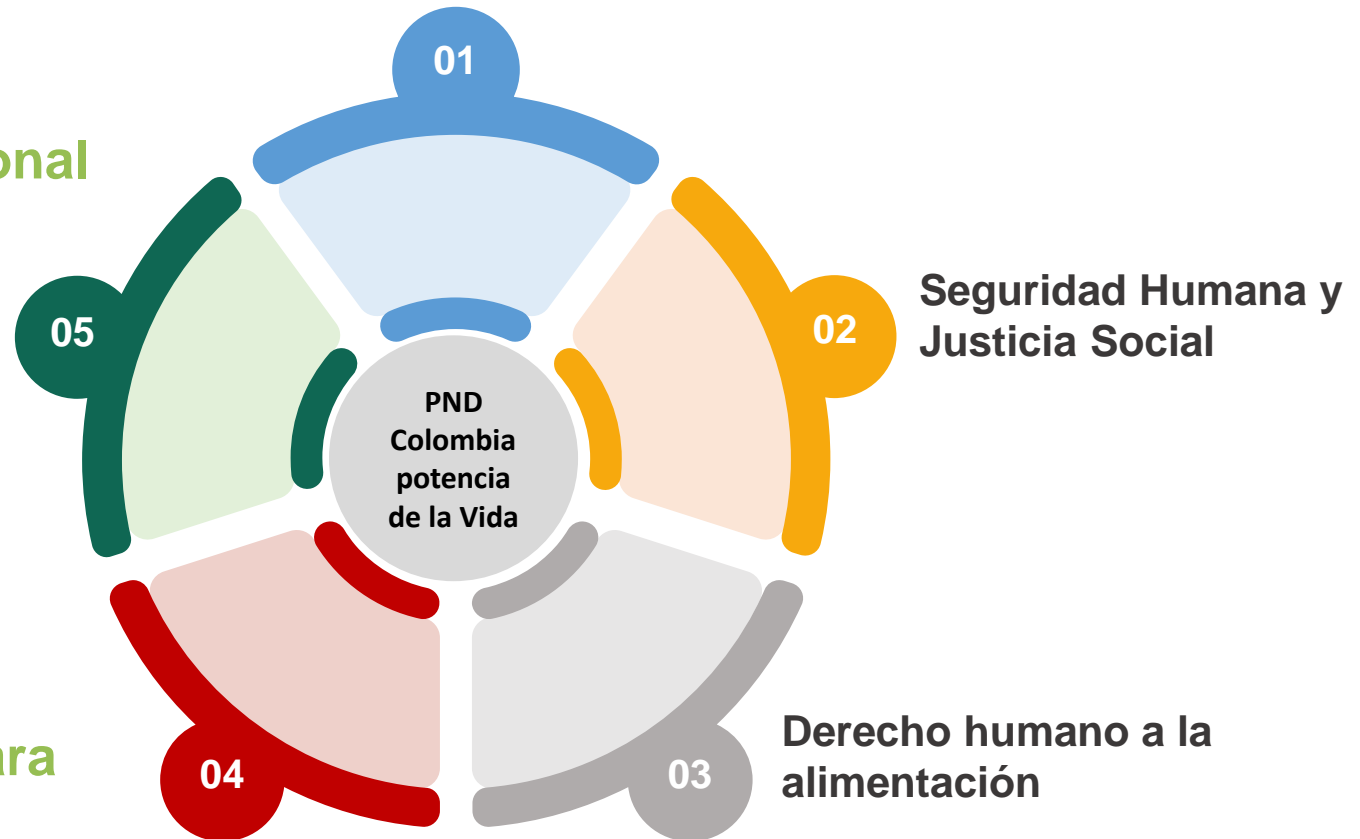 01
onal
05
02
Seguridad Humana y
Justicia Social
PND
Colombia
potencia
de la Vida
04
ara
03
Derecho humano a la
alimentación